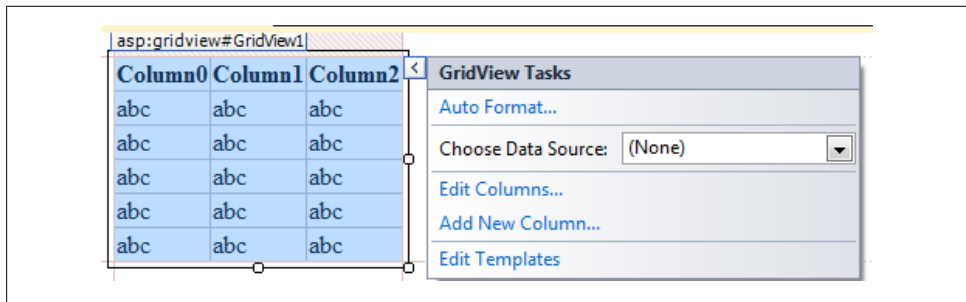 asp:gridview#GridView1
Column0 Column1 Column2
abc abc abc
abc abc abc
abc abc abc
abc abc abc
abc abc abc
GridView Tasks
Auto Format...
Choose Data Source: (None)
Edit Columns...
Add New Column...
Edit Templates